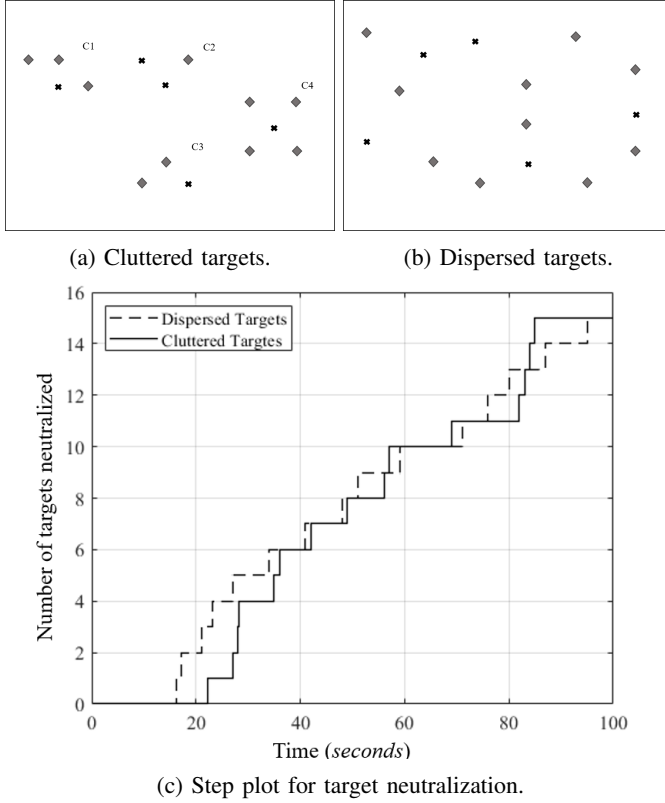 C1
C2
C4
C3
(a) Cluttered targets.
(b) Dispersed targets.
16
14
12
10
8
6
4
2
0
Number of targets neutralized
Dispersed Targets
Cluttered Targtes
0 20 40 60 80 100
Time (seconds)
(c) Step plot for target neutralization.